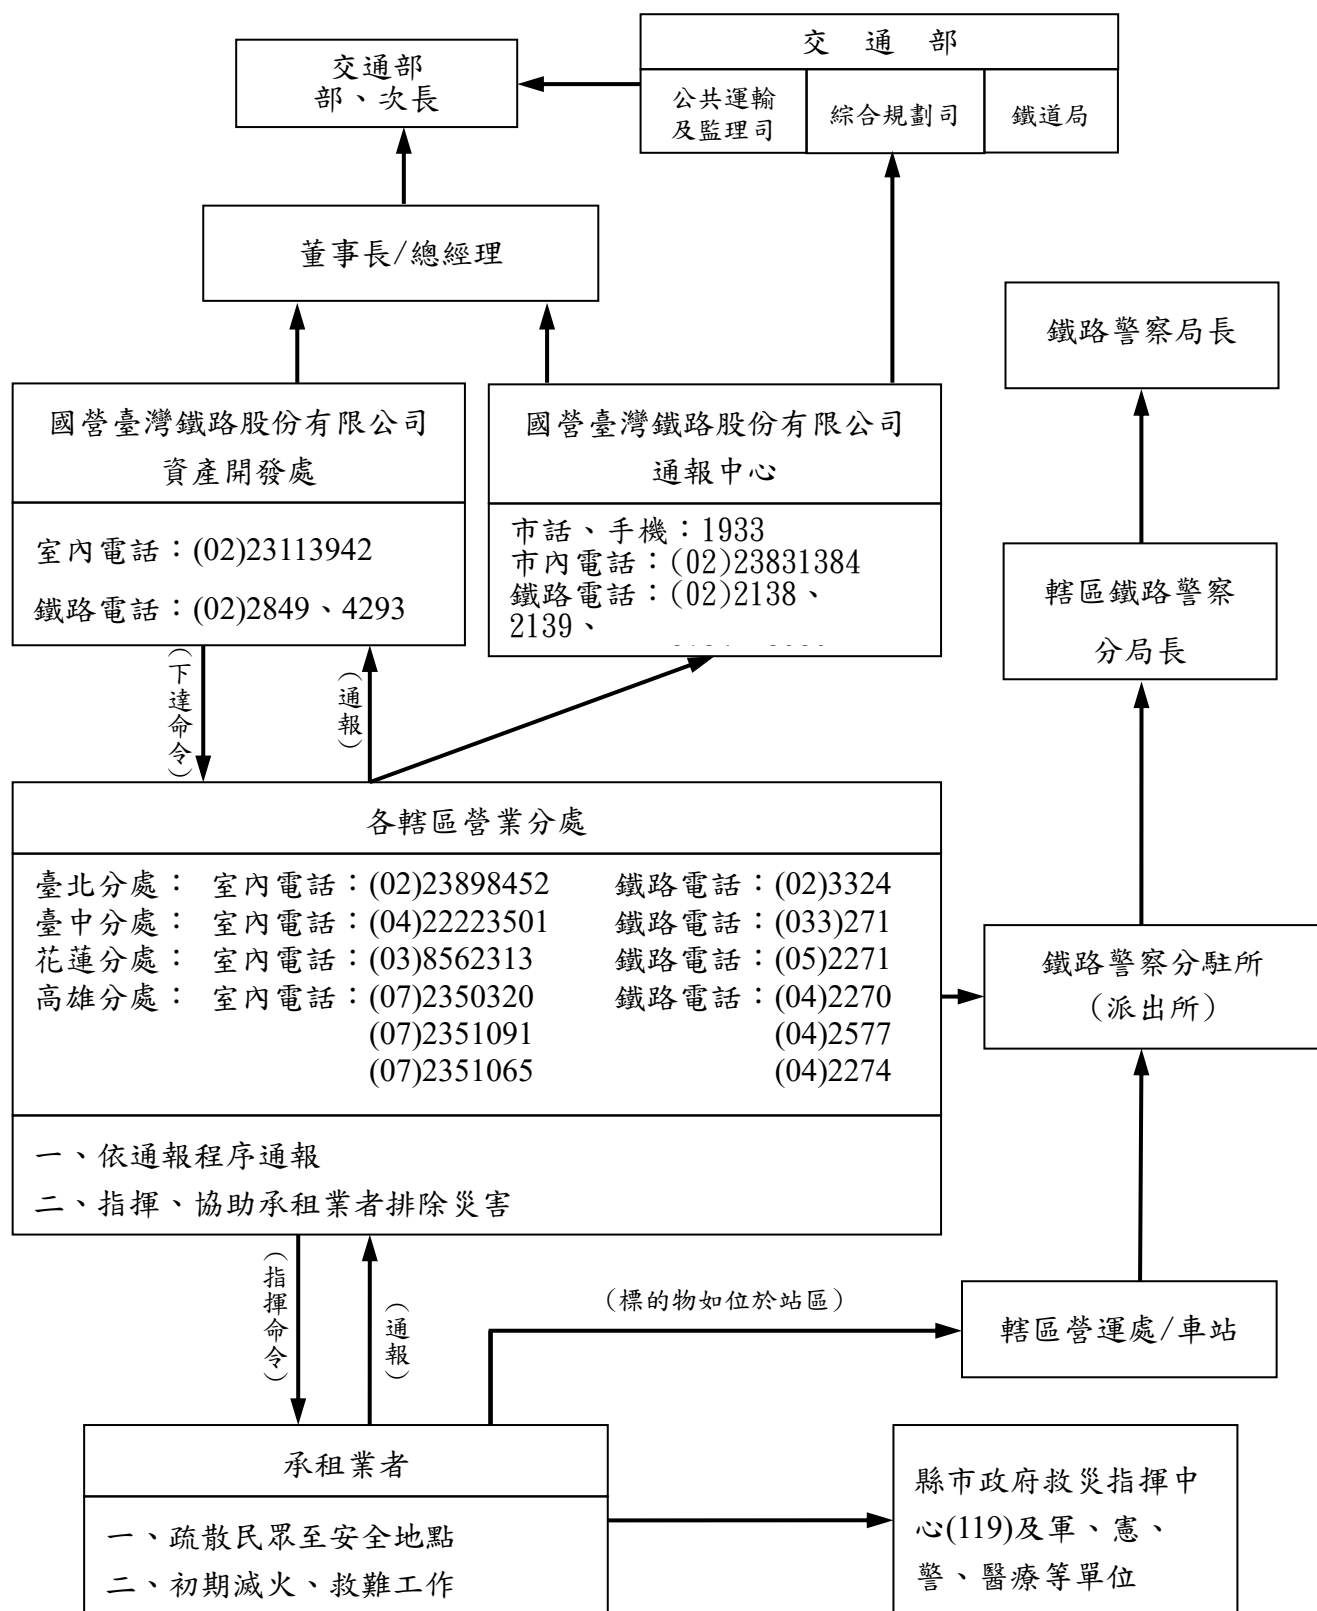 交通部
部、次長
交 通 部
公共運輸
及監理司
綜合規劃司
鐵道局
董事長/總經理
鐵路警察局長
國營臺灣鐵路股份有限公司
資產開發處
室內電話：(02)23113942
鐵路電話：(02)2849、4293
國營臺灣鐵路股份有限公司
通報中心
市話、手機：1933
市內電話：(02)23831384
鐵路電話：(02)2138、
2139、
轄區鐵路警察
分局長
(下達命令)
(通報)
各轄區營業分處
臺北分處： 室內電話：(02)23898452 鐵路電話：(02)3324
臺中分處： 室內電話：(04)22223501 鐵路電話：(033)271
花蓮分處： 室內電話：(03)8562313 鐵路電話：(05)2271
高雄分處： 室內電話：(07)2350320 鐵路電話：(04)2270
(07)2351091 (04)2577
(07)2351065 (04)2274
一、依通報程序通報
二、指揮、協助承租業者排除災害
鐵路警察分駐所
（派出所）
(指揮命令)
(通報)
（標的物如位於站區）
轄區營運處/車站
承租業者
一、疏散民眾至安全地點
二、初期滅火、救難工作
縣市政府救災指揮中
心(119)及軍、憲、
警、醫療等單位